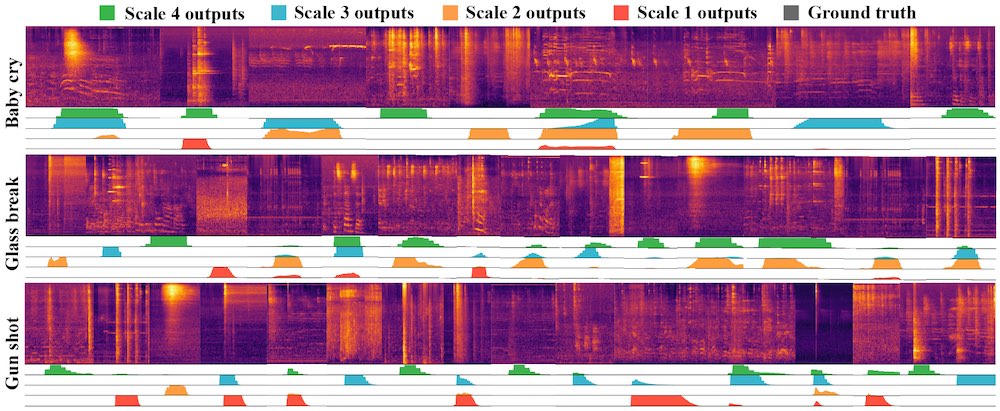 Scale 4 outputs Scale 3 outputs Scale 2 outputs Scale 1 outputs Ground truth
Baby cry
Glass break
Gun shot